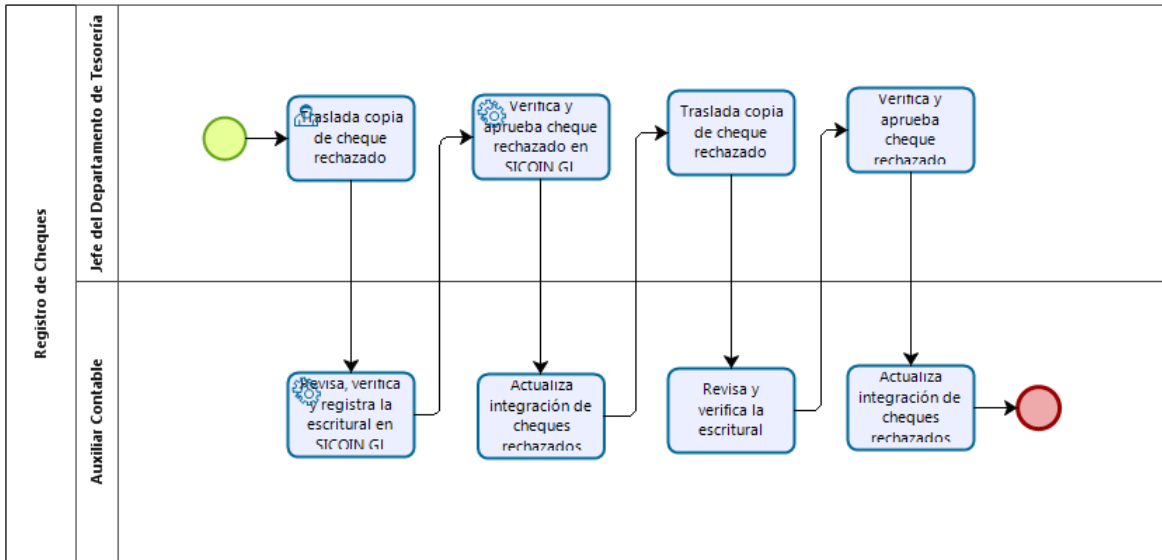 Registro de Cheques
Jefe del Departamento de Tesorería
Traslada copia
de cheque
rechazado
Verifica y
aprueba cheque
rechazado en
SICOIN GL
Traslada copia
de cheque
rechazado
Verifica y
aprueba
cheque
rechazado
Auxiliar Contable
Revisa, verifica
y registra la
escritural en
SICOIN GL
Actualiza
integración de
cheques
rechazados
Revisa y
verifica la
escritural
Actualiza
integración de
cheques
rechazados